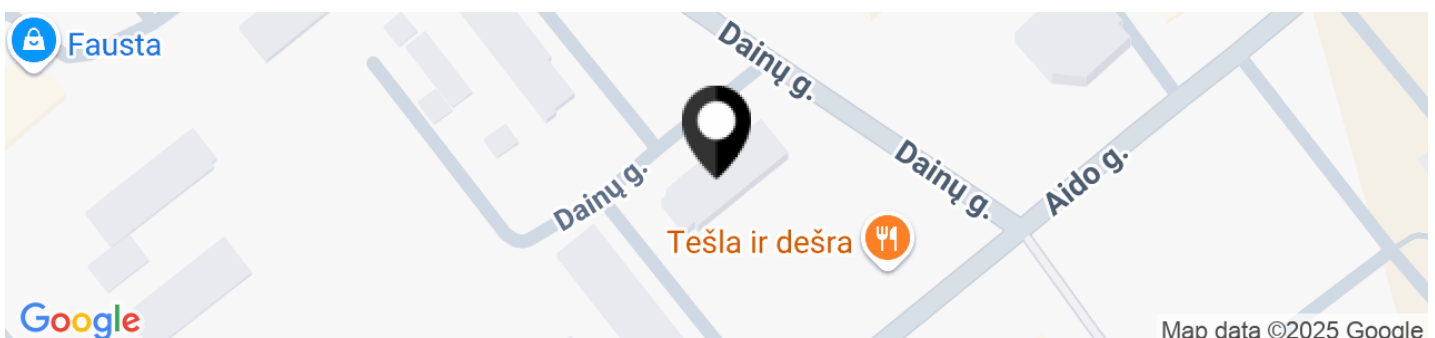 Fausta
Dainų g.
Dainų g.
Aido g.
Dainų g.
Tešla ir dešra
Google
Map data ©2025 Google